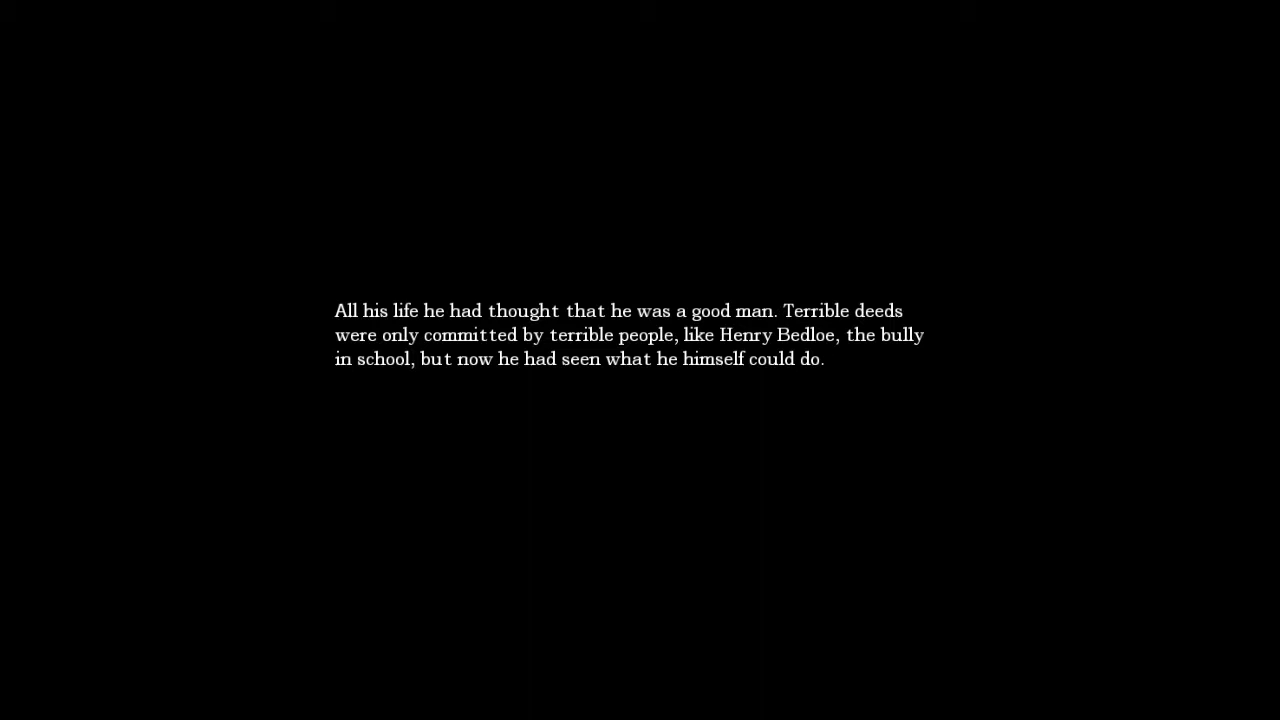 All his life he had thought that he was a good man. Terrible deeds
were only committed by terrible people, like Henry Bedloe, the bully
in school, but now he had seen what he himself could do.